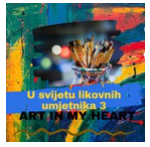 U svijetu likovnih
umjetnika 3
ART IN MY HEART